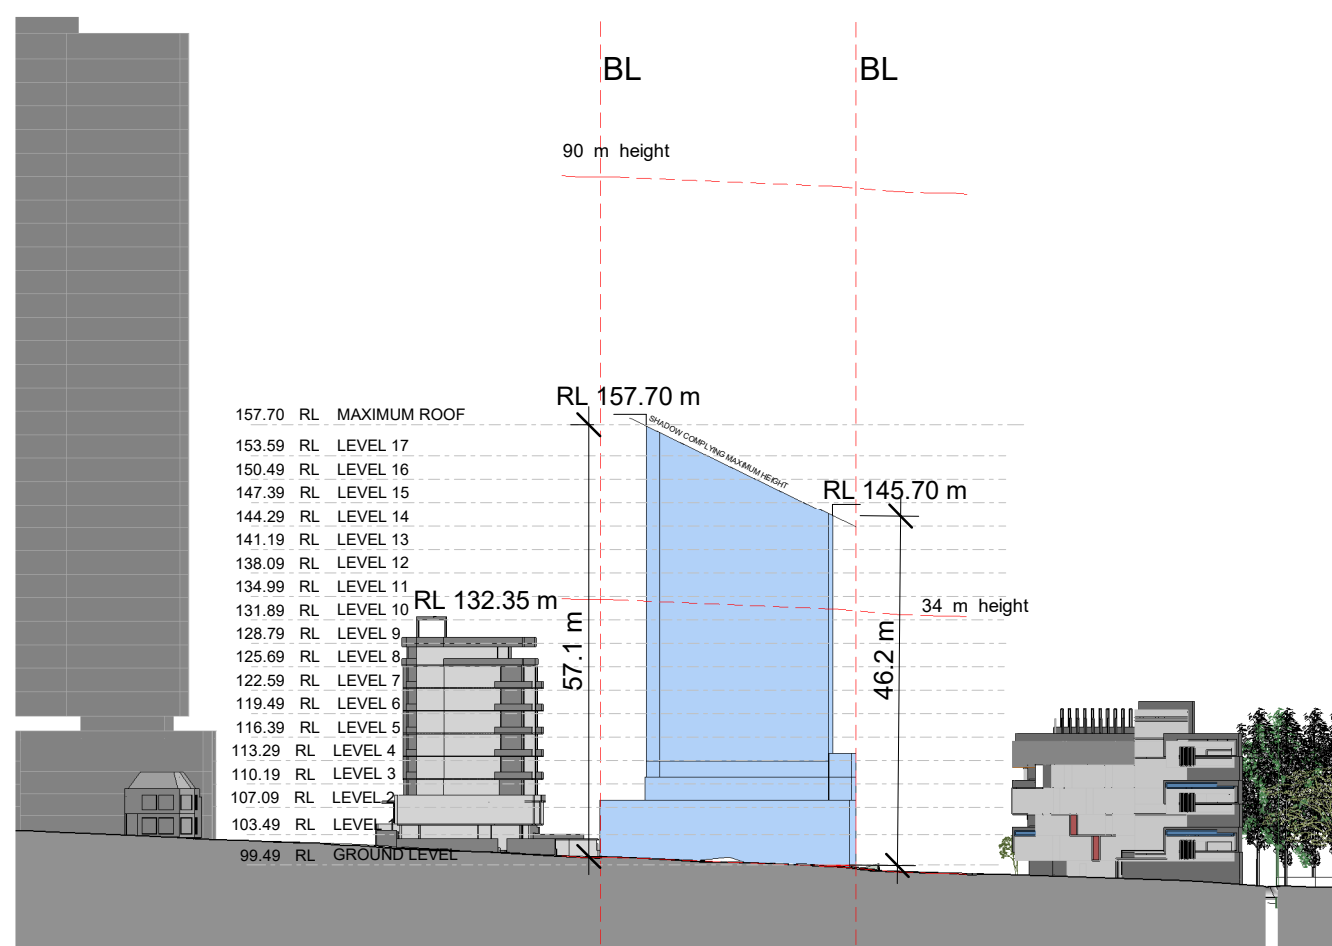 BL
BL
90 m height
RL 157.70 m
157.70 RL MAXIMUM ROOF
SHADOW COMPLYING MAXIMUM HEIGHT
153.59 RL LEVEL 17
150.49 RL LEVEL 16
147.39 RL LEVEL 15
RL 145.70 m
144.29 RL LEVEL 14
141.19 RL LEVEL 13
138.09 RL LEVEL 12
134.99 RL LEVEL 11
RL 132.35 m
131.89 RL LEVEL 10
34 m height
128.79 RL LEVEL 9
125.69 RL LEVEL 8
57.1 m
46.2 m
122.59 RL LEVEL 7
119.49 RL LEVEL 6
116.39 RL LEVEL 5
113.29 RL LEVEL 4
110.19 RL LEVEL 3
107.09 RL LEVEL 2
103.49 RL LEVEL
99.49 RL GROUND LEVEL